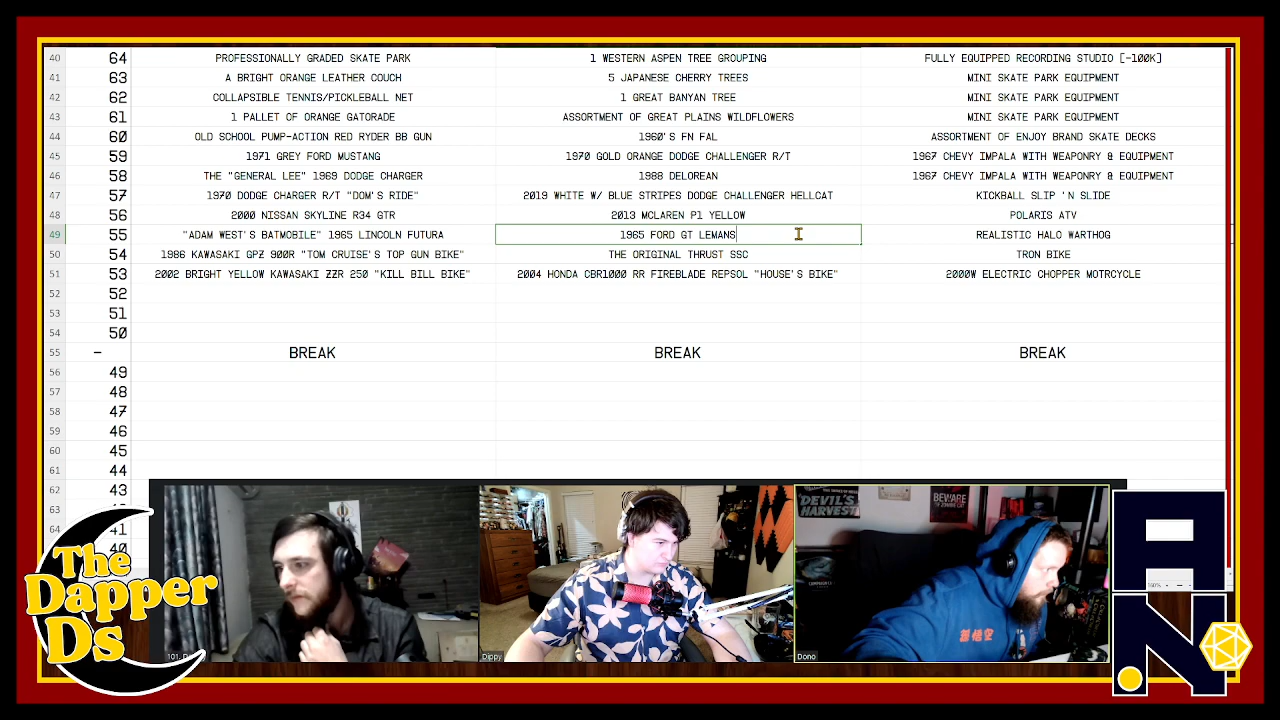 40 64 PROFESSIONALLY GRADED SKATE PARK 1 WESTERN ASPEN TREE GROUPING FULLY EQUIPPED RECORDING STUDIO [-100K]
41 63 A BRIGHT ORANGE LEATHER COUCH 5 JAPANESE CHERRY TREES MINI SKATE PARK EQUIPMENT
42 62 COLLAPSIBLE TENNIS/PICKLEBALL NET 1 GREAT BANYAN TREE MINI SKATE PARK EQUIPMENT
43 61 1 PALLET OF ORANGE GATORADE ASSORTMENT OF GREAT PLAINS WILDFLOWERS MINI SKATE PARK EQUIPMENT
44 60 OLD SCHOOL PUMP-ACTION RED RYDER BB GUN 1960'S FN FAL ASSORTMENT OF ENJOY BRAND SKATE DECKS
45 59 1971 GREY FORD MUSTANG 1970 GOLD ORANGE DODGE CHALLENGER R/T 1967 CHEVY IMPALA WITH WEAPONRY & EQUIPMENT
46 58 THE "GENERAL LEE" 1969 DODGE CHARGER 1988 DELOREAN 1967 CHEVY IMPALA WITH WEAPONRY & EQUIPMENT
47 57 1970 DODGE CHARGER R/T "DOM'S RIDE" 2019 WHITE W/ BLUE STRIPES DODGE CHALLENGER HELLCAT KICKBALL SLIP 'N SLIDE
48 56 2000 NISSAN SKYLINE R34 GTR 2013 MCLAREN P1 YELLOW POLARIS ATV
49 55 "ADAM WEST'S BATMOBILE" 1965 LINCOLN FUTURA 1965 FORD GT LEMANS REALISTIC HALO WARTHOG
50 54 1986 KAWASAKI GPZ 900R "TOM CRUISE'S TOP GUN BIKE" THE ORIGINAL THRUST SSC TRON BIKE
51 53 2002 BRIGHT YELLOW KAWASAKI ZZR 250 "KILL BILL BIKE" 2004 HONDA CBR1000 RR FIREBLADE REPSOL "HOUSE'S BIKE" 2000W ELECTRIC CHOPPER MOTRCYCLE
52 52
53 51
54 50
55 - BREAK BREAK BREAK
56 49
57 48
58 47
59 46
60 45
61 44
62 43
63
64 41
40
The
Dapper
Ds
Dippy
Dono
DEVIL'S
HARVEST
BEWARE
悟空
AN
160%